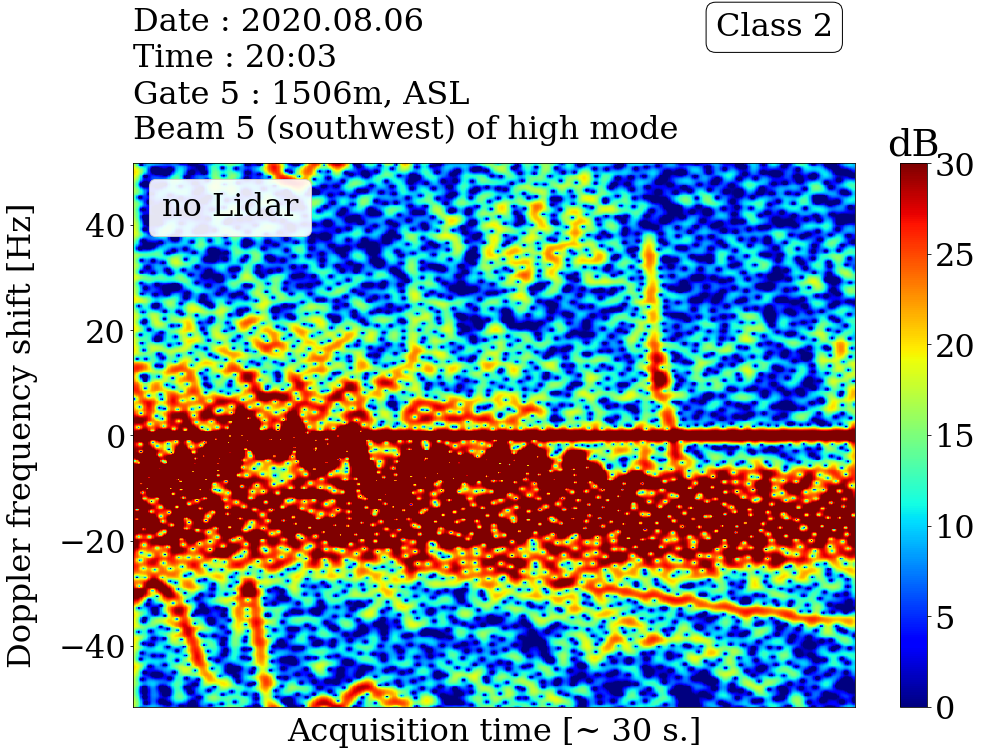 Date : 2020.08.06
Time : 20:03
Gate 5 : 1506m, ASL
Beam 5 (southwest) of high mode
Class 2
dB
no Lidar
Doppler frequency shift [Hz]
40
20
0
−20
−40
30
25
20
15
10
5
0
Acquisition time [~ 30 s.]